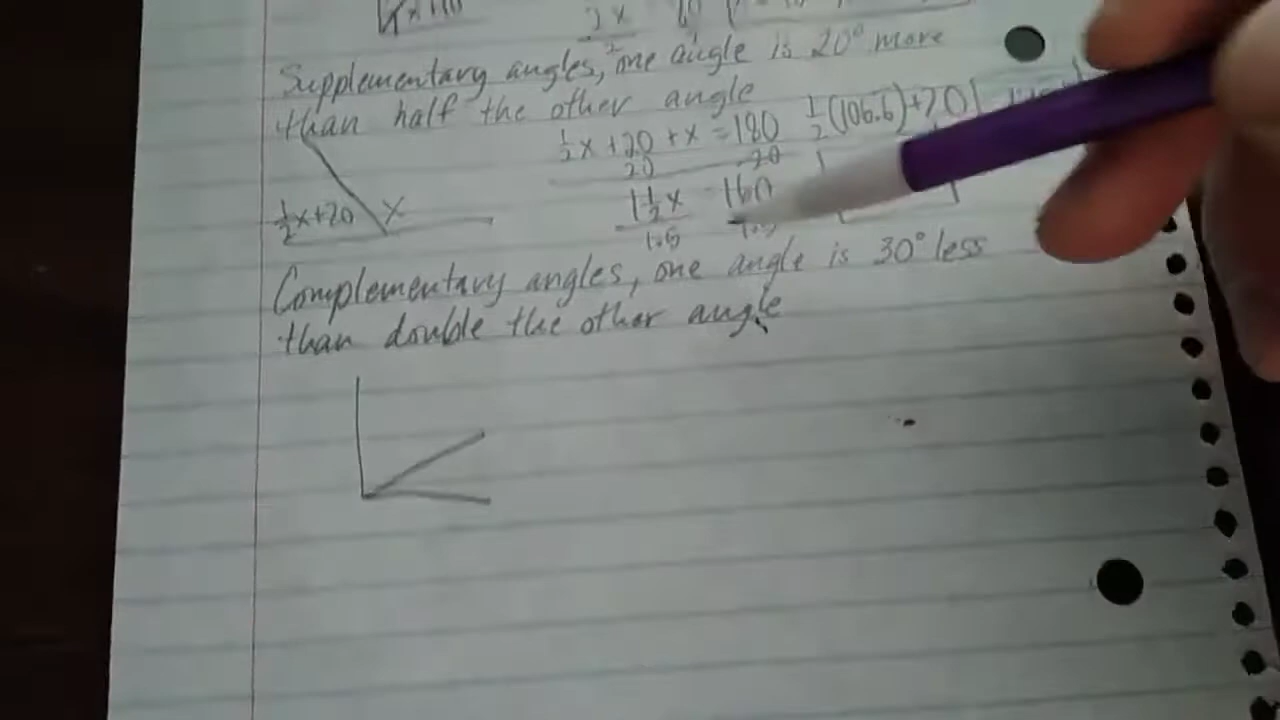 2x
2
Supplementary angles, one angle is 20° more
than half the other angle
½x + 20 + x = 180   ½(106.6) + 20
20   -20
1½x   160
1.5   1.5
½x+20   x
Complementary angles, one angle is 30° less
than double the other angle